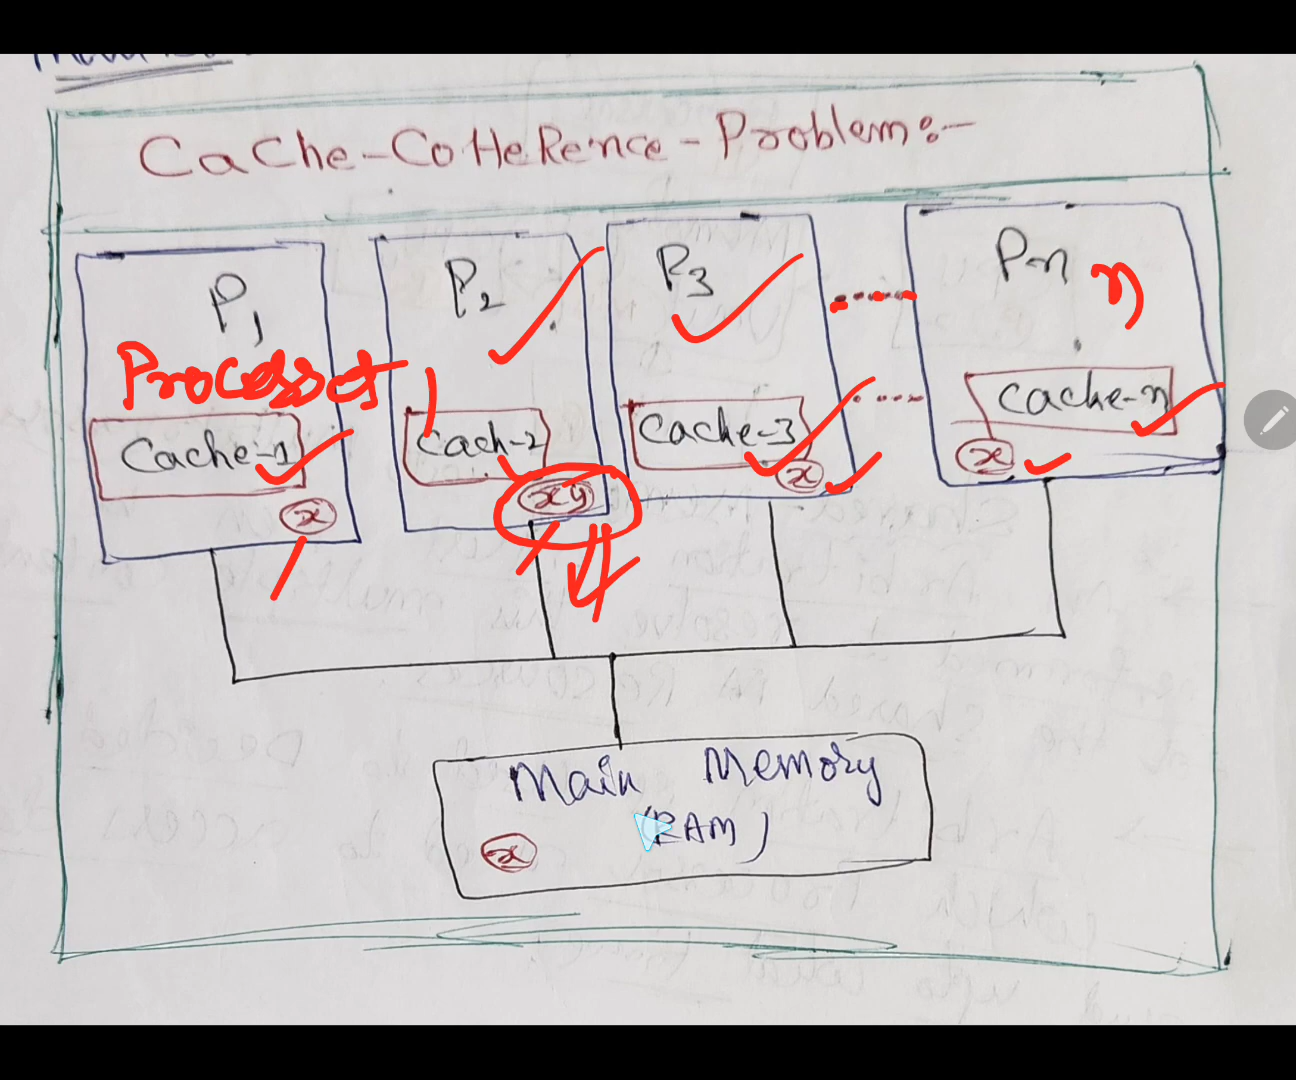 CaChe-CoHeRence-Problem:-
P1 P2 P3 Pn n
Processor 1
Cache-1 Cach-2 Cache-3 Cache-n
x xy x x
Main Memory
(RAM)
x